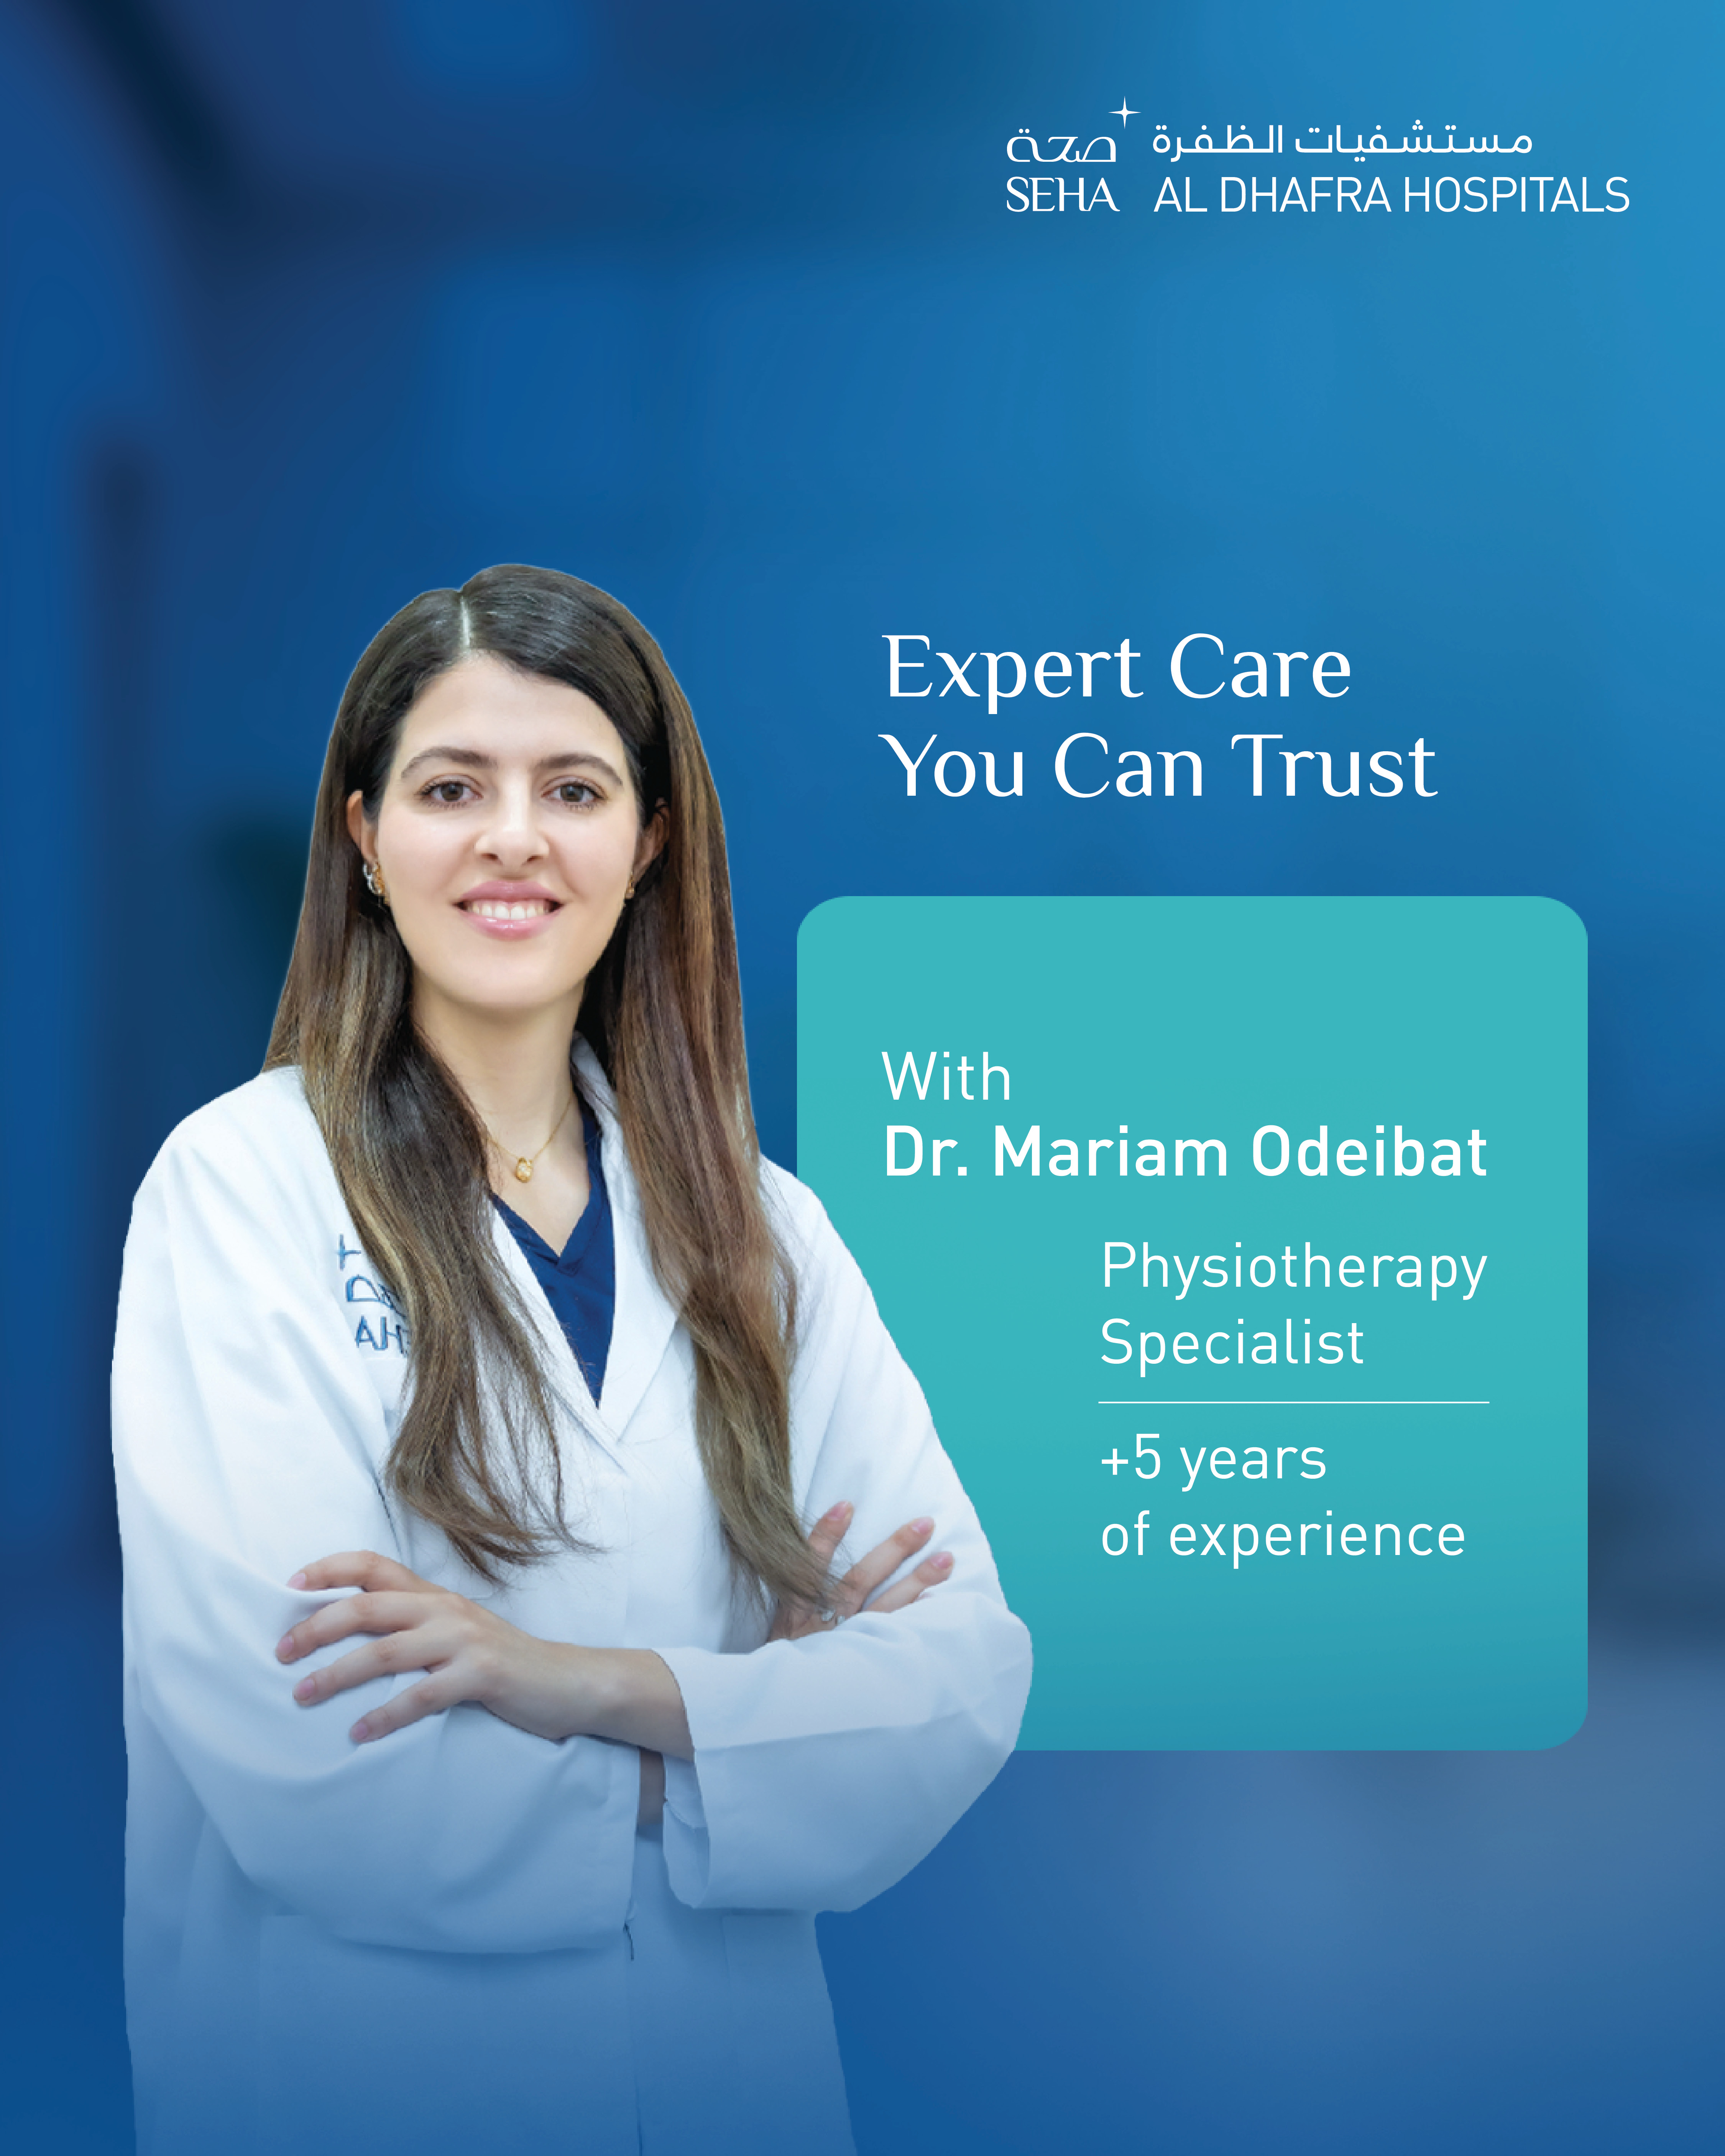 صحة
SEHA
مستشفيات الظفرة
AL DHAFRA HOSPITALS
Expert Care
You Can Trust
With
Dr. Mariam Odeibat
Physiotherapy
Specialist
+5 years
of experience